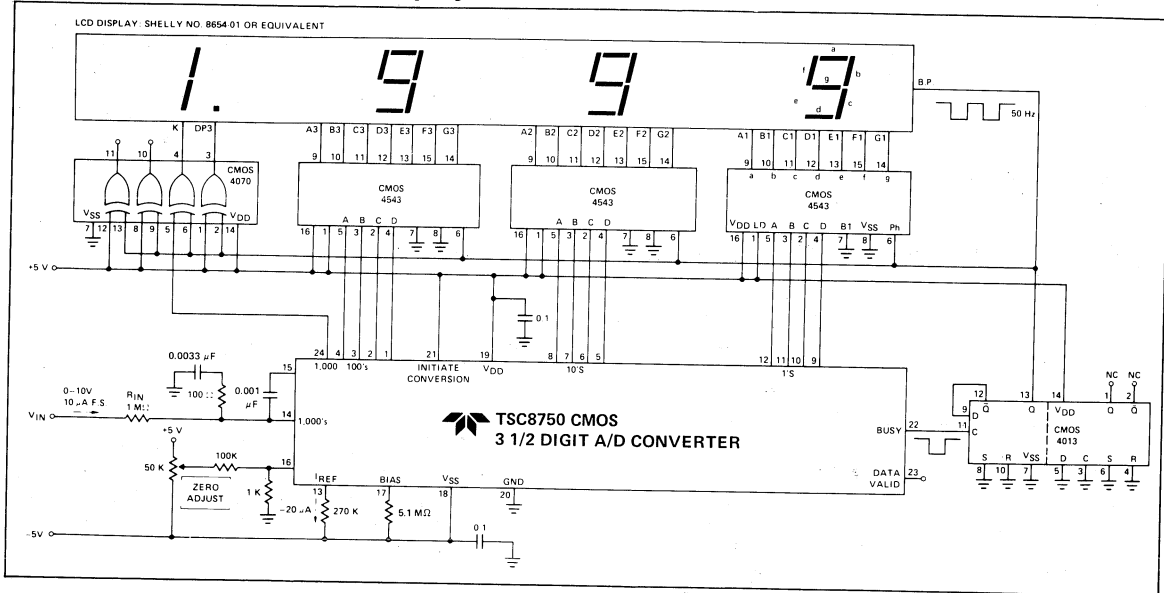 LCD DISPLAY: SHELLY NO. 8654-01 OR EQUIVALENT
1. 9 9 9
a
f b
g
e c
d
B.P.
50 Hz
K DP3
A3 B3 C3 D3 E3 F3 G3
A2 B2 C2 D2 E2 F2 G2
A1 B1 C1 D1 E1 F1 G1
11 10 4 3
9 10 11 12 13 15 14
9 10 11 12 13 15 14
9 10 11 12 13 15 14
a b c d e f g
CMOS
4070
CMOS
4543
CMOS
4543
CMOS
4543
VSS VDD
A B C D
A B C D
VDD LD A B C D B1 VSS Ph
7 12 13 8 9 5 6 1 2 14
16 1 5 3 2 4 7 8 6
16 1 5 3 2 4 7 8 6
16 1 5 3 2 4 7 8 6
+5 V
0.1
0.0033 µF
100 Ω
0.001
µF
15
24 4 3 2 1
1,000 100's
21
INITIATE
CONVERSION
19
VDD
8 7 6 5
10'S
12 11 10 9
1'S
0–10V
10 µA F.S.
RIN
1 MΩ
VIN
14
1,000's
TSC8750 CMOS
3 1/2 DIGIT A/D CONVERTER
BUSY
22
DATA
VALID
23
+5 V
50 K
100K
ZERO
ADJUST
16
1 K
IREF
13
-20 µA
270 K
BIAS
17
5.1 MΩ
VSS
18
GND
20
-5V
0 1
NC NC
12 13 14 1 2
Q̄ Q VDD Q Q̄
9
D
11
C
CMOS
4013
S R VSS D C S R
8 10 7 5 3 6 4